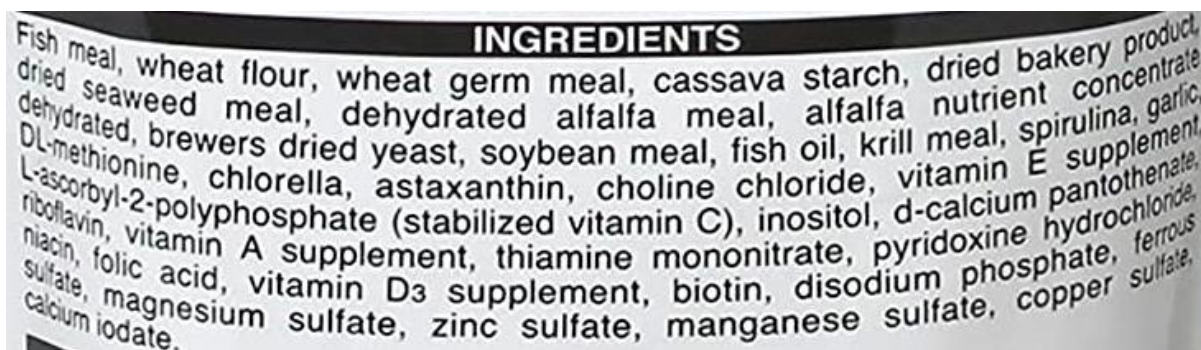 INGREDIENTS
Fish meal, wheat flour, wheat germ meal, cassava starch, dried bakery product,
dried seaweed meal, dehydrated alfalfa meal, alfalfa nutrient concentrate
dehydrated, brewers dried yeast, soybean meal, fish oil, krill meal, spirulina, garlic,
DL-methionine, chlorella, astaxanthin, choline chloride, vitamin E supplement,
L-ascorbyl-2-polyphosphate (stabilized vitamin C), inositol, d-calcium pantothenate,
riboflavin, vitamin A supplement, thiamine mononitrate, pyridoxine hydrochloride,
niacin, folic acid, vitamin D3 supplement, biotin, disodium phosphate, ferrous
sulfate, magnesium sulfate, zinc sulfate, manganese sulfate, copper sulfate,
calcium iodate.